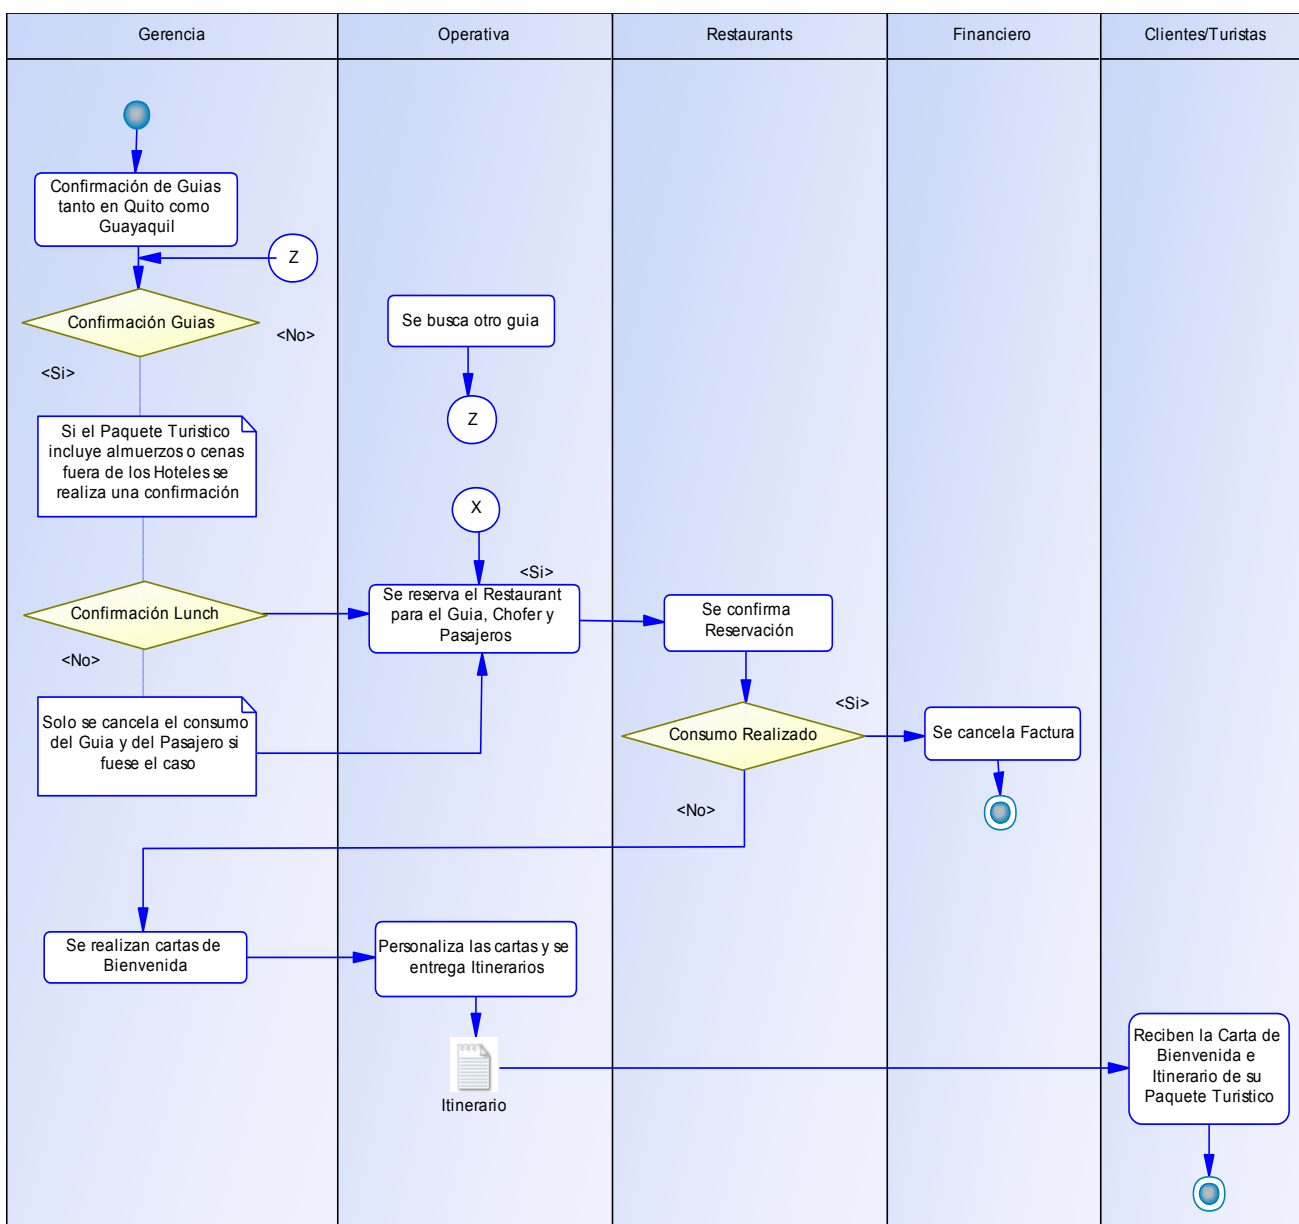 Gerencia
Operativa
Restaurants
Financiero
Clientes/Turistas
Confirmación de Guias
tanto en Quito como
Guayaquil
Z
Confirmación Guias
<No>
<Si>
Se busca otro guia
Z
Si el Paquete Turistico
incluye almuerzos o cenas
fuera de los Hoteles se
realiza una confirmación
X
<Si>
Confirmación Lunch
<No>
Se reserva el Restaurant
para el Guia, Chofer y
Pasajeros
Se confirma
Reservación
Solo se cancela el consumo
del Guia y del Pasajero si
fuese el caso
Consumo Realizado
<Si>
<No>
Se cancela Factura
Se realizan cartas de
Bienvenida
Personaliza las cartas y se
entrega Itinerarios
Itinerario
Reciben la Carta de
Bienvenida e
Itinerario de su
Paquete Turistico